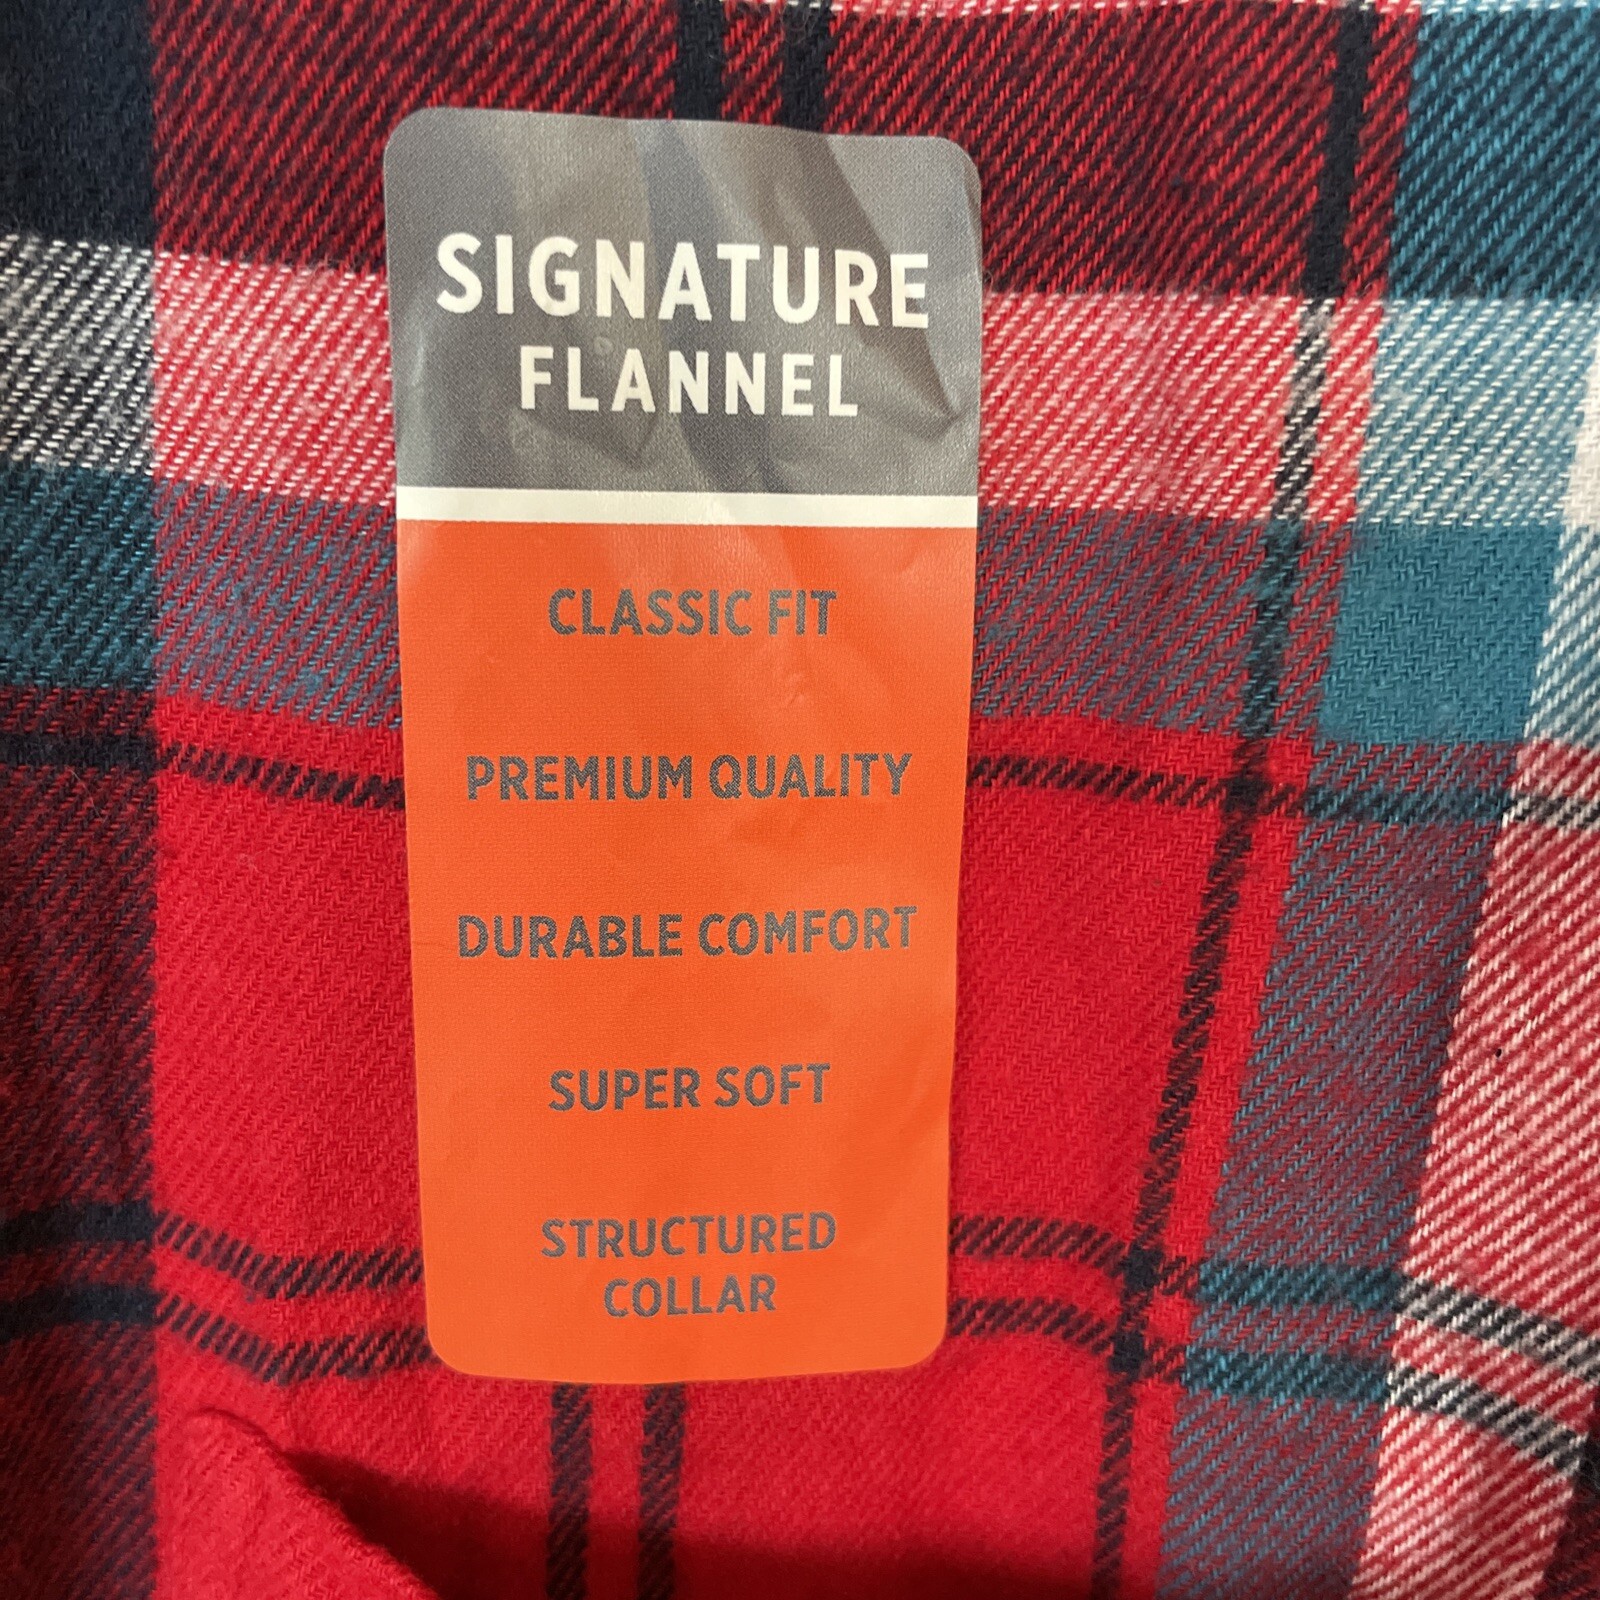 SIGNATURE
FLANNEL
CLASSIC FIT
PREMIUM QUALITY
DURABLE COMFORT
SUPER SOFT
STRUCTURED
COLLAR